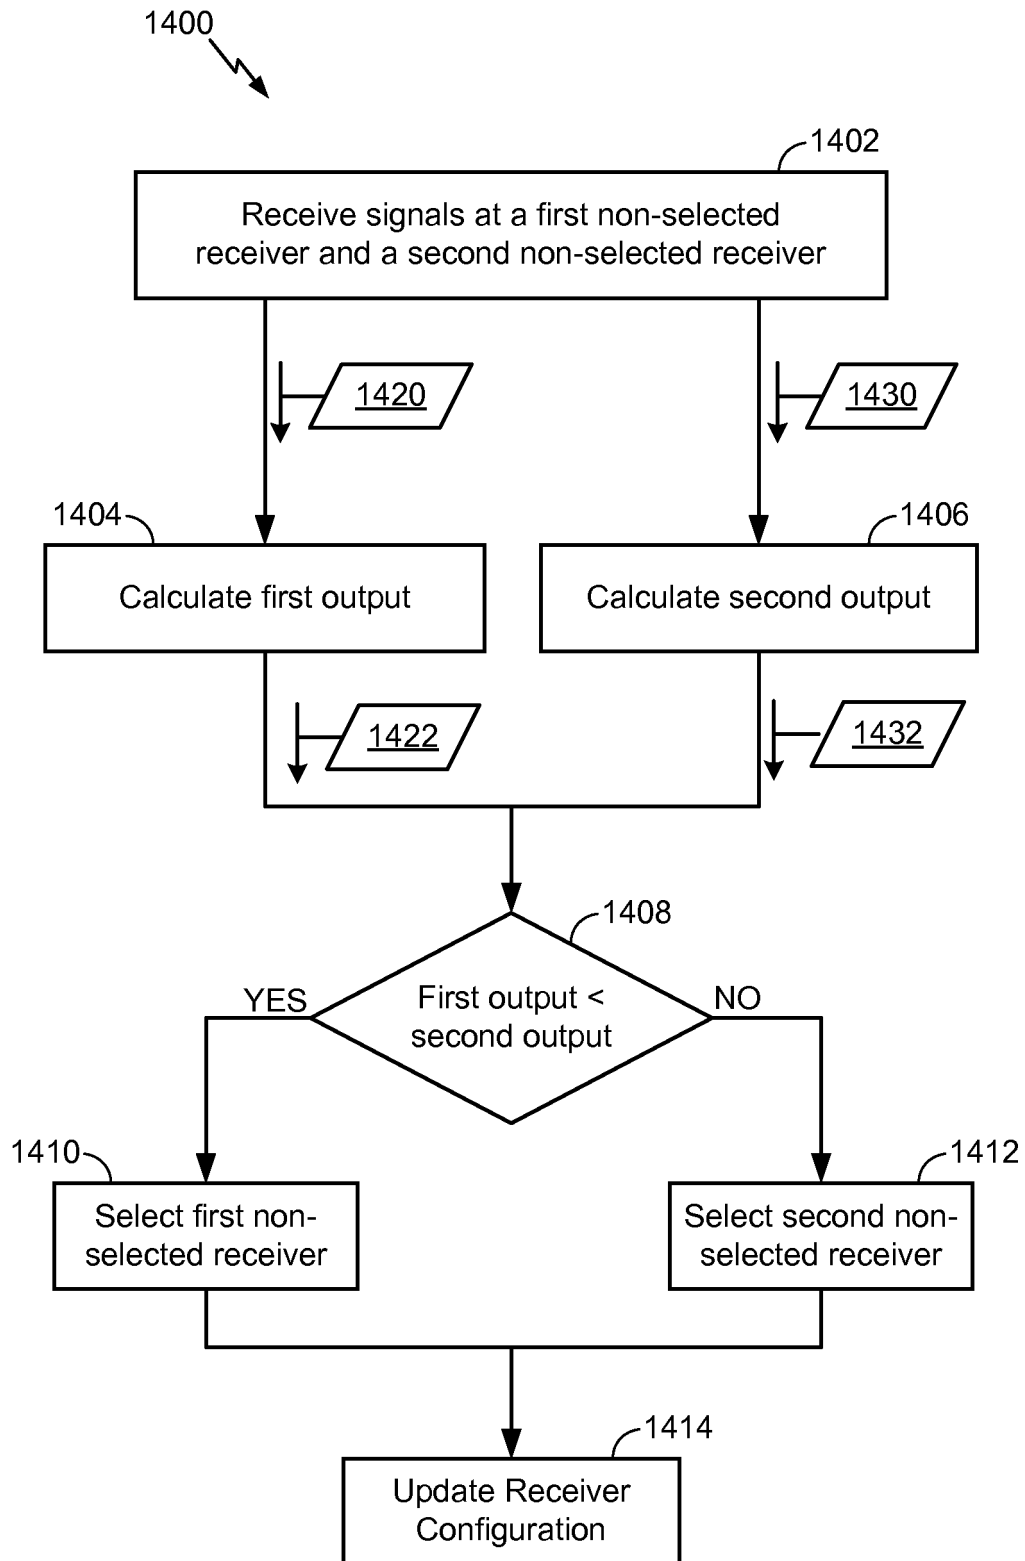 1400
1402
Receive signals at a first non-selected
receiver and a second non-selected receiver
1420
1430
1404
1406
Calculate first output
Calculate second output
1422
1432
1408
YES
First output <
second output
NO
1410
1412
Select first non-
selected receiver
Select second non-
selected receiver
1414
Update Receiver
Configuration